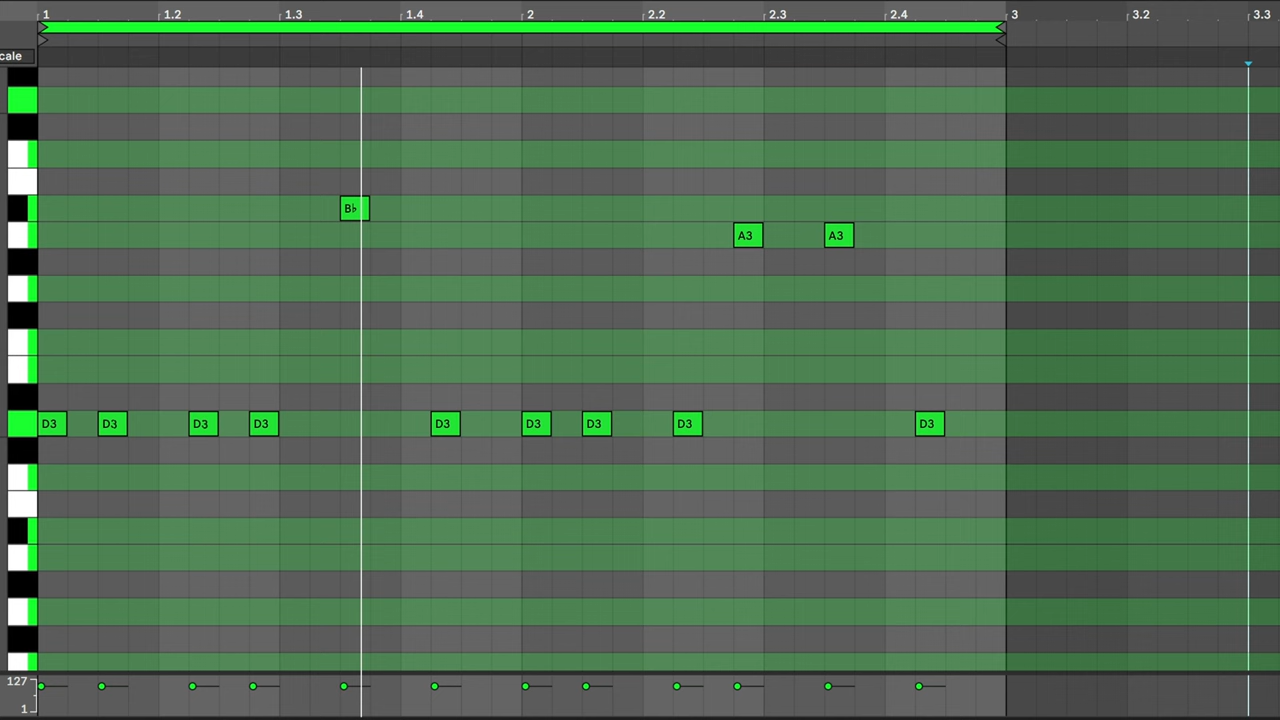 1 1.2 1.3 1.4 2 2.2 2.3 2.4 3 3.2 3.3
cale
B♭
A3 A3
D3 D3 D3 D3 D3 D3 D3 D3 D3
127
1